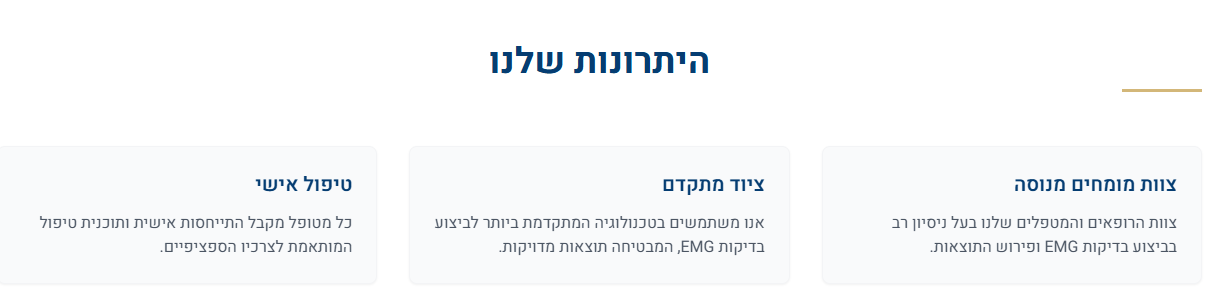 היתרונות שלנו
צוות מומחים מנוסה
צוות הרופאים והמטפלים שלנו בעל ניסיון רב
בביצוע בדיקות EMG ופירוש התוצאות.
ציוד מתקדם
אנו משתמשים בטכנולוגיה המתקדמת ביותר לביצוע
בדיקות EMG, המבטיחה תוצאות מדויקות.
טיפול אישי
כל מטופל מקבל התייחסות אישית ותוכנית טיפול
המותאמת לצרכיו הספציפיים.